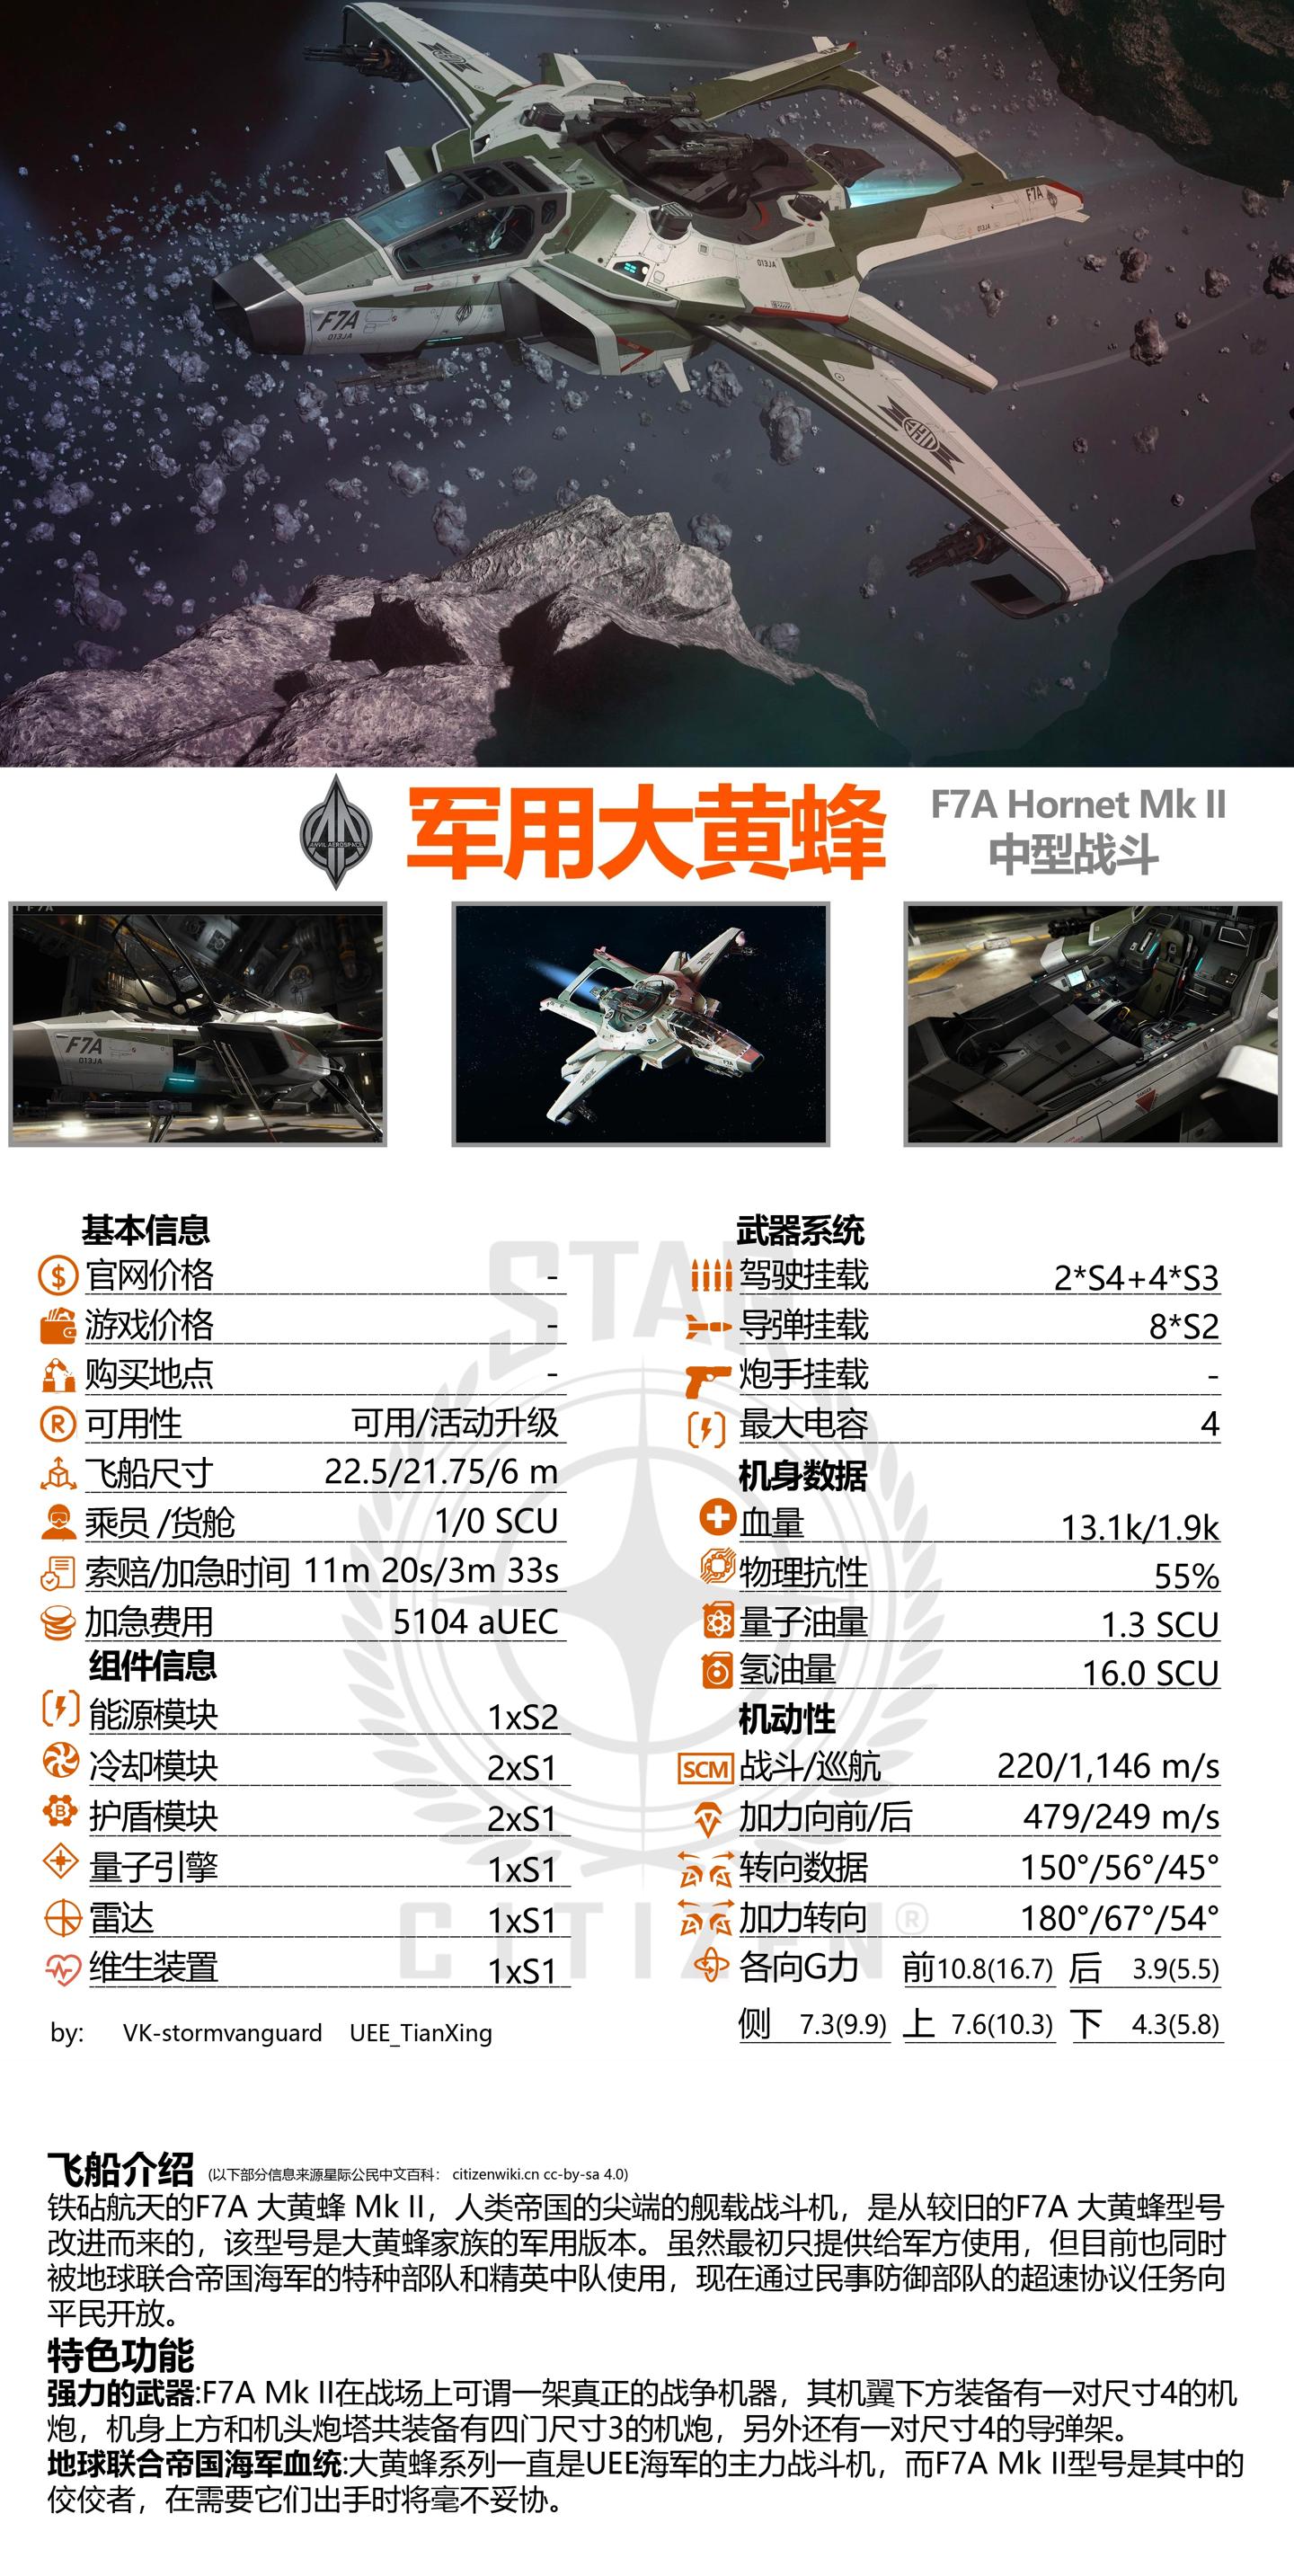 F7A
013JA
013JA
F7A
013JA
ANVIL AEROSPACE
军用大黄蜂
F7A Hornet Mk II
中型战斗
F7A
013JA
基本信息
官网价格 -
游戏价格 -
购买地点 -
可用性 可用/活动升级
飞船尺寸 22.5/21.75/6 m
乘员 /货舱 1/0 SCU
索赔/加急时间 11m 20s/3m 33s
加急费用 5104 aUEC
组件信息
能源模块 1xS2
冷却模块 2xS1
护盾模块 2xS1
量子引擎 1xS1
雷达 1xS1
维生装置 1xS1
by: VK-stormvanguard UEE_TianXing
武器系统
驾驶挂载 2*S4+4*S3
导弹挂载 8*S2
炮手挂载 -
最大电容 4
机身数据
血量 13.1k/1.9k
物理抗性 55%
量子油量 1.3 SCU
氢油量 16.0 SCU
机动性
SCM 战斗/巡航 220/1,146 m/s
加力向前/后 479/249 m/s
转向数据 150°/56°/45°
加力转向 180°/67°/54°
各向G力 前10.8(16.7) 后 3.9(5.5)
侧 7.3(9.9) 上 7.6(10.3) 下 4.3(5.8)
STAR
CITIZEN®
飞船介绍 (以下部分信息来源星际公民中文百科： citizenwiki.cn cc-by-sa 4.0)
铁砧航天的F7A 大黄蜂 Mk II，人类帝国的尖端的舰载战斗机，是从较旧的F7A 大黄蜂型号
改进而来的，该型号是大黄蜂家族的军用版本。虽然最初只提供给军方使用，但目前也同时
被地球联合帝国海军的特种部队和精英中队使用，现在通过民事防御部队的超速协议任务向
平民开放。
特色功能
强力的武器:F7A Mk II在战场上可谓一架真正的战争机器，其机翼下方装备有一对尺寸4的机
炮，机身上方和机头炮塔共装备有四门尺寸3的机炮，另外还有一对尺寸4的导弹架。
地球联合帝国海军血统:大黄蜂系列一直是UEE海军的主力战斗机，而F7A Mk II型号是其中的
佼佼者，在需要它们出手时将毫不妥协。